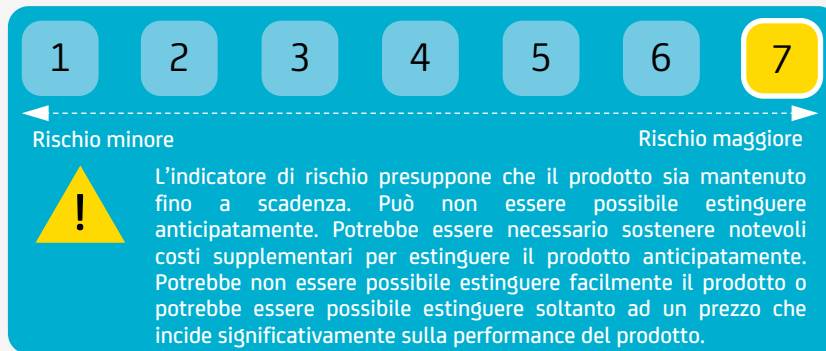 1 2 3 4 5 6 7
Rischio minore Rischio maggiore
!
L'indicatore di rischio presuppone che il prodotto sia mantenuto
fino a scadenza. Può non essere possibile estinguere
anticipatamente. Potrebbe essere necessario sostenere notevoli
costi supplementari per estinguere il prodotto anticipatamente.
Potrebbe non essere possibile estinguere facilmente il prodotto o
potrebbe essere possibile estinguere soltanto ad un prezzo che
incide significativamente sulla performance del prodotto.